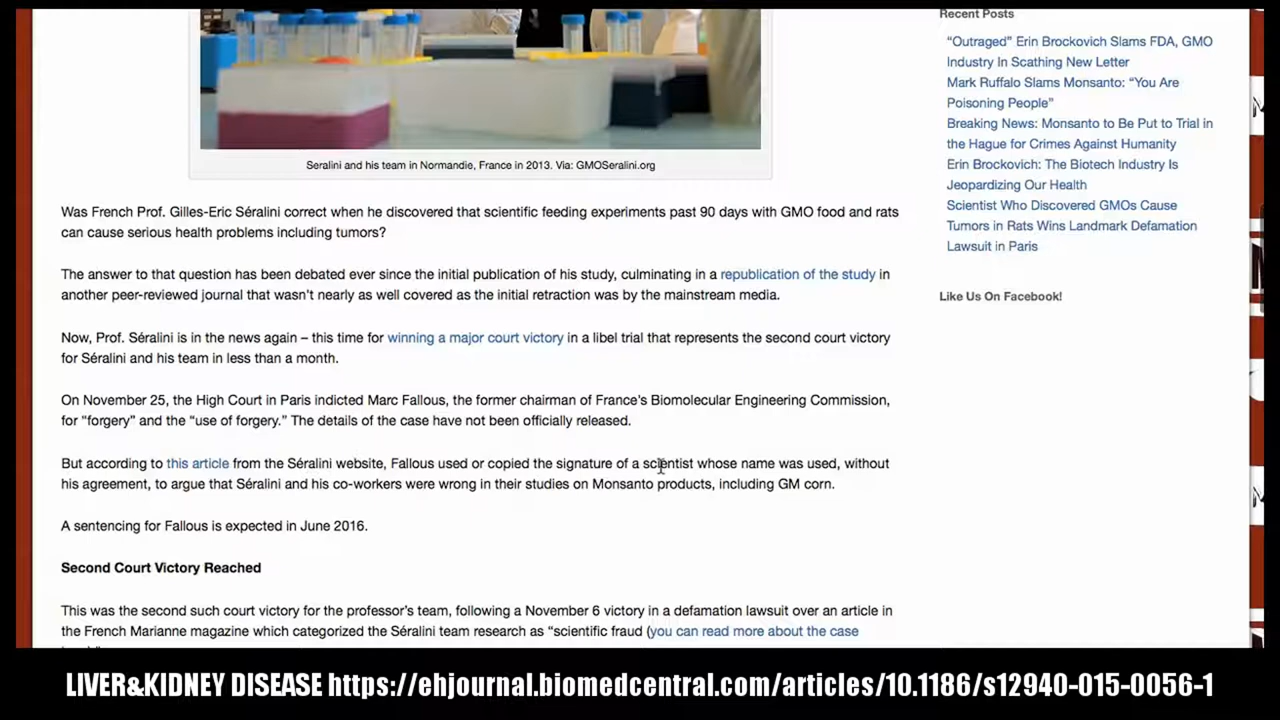 Seralini and his team in Normandie, France in 2013. Via: GMOSeralini.org
Was French Prof. Gilles-Eric Séralini correct when he discovered that scientific feeding experiments past 90 days with GMO food and rats
can cause serious health problems including tumors?
The answer to that question has been debated ever since the initial publication of his study, culminating in a republication of the study in
another peer-reviewed journal that wasn't nearly as well covered as the initial retraction was by the mainstream media.
Now, Prof. Séralini is in the news again – this time for winning a major court victory in a libel trial that represents the second court victory
for Séralini and his team in less than a month.
On November 25, the High Court in Paris indicted Marc Fallous, the former chairman of France's Biomolecular Engineering Commission,
for "forgery" and the "use of forgery." The details of the case have not been officially released.
But according to this article from the Séralini website, Fallous used or copied the signature of a scientist whose name was used, without
his agreement, to argue that Séralini and his co-workers were wrong in their studies on Monsanto products, including GM corn.
A sentencing for Fallous is expected in June 2016.
Second Court Victory Reached
This was the second such court victory for the professor's team, following a November 6 victory in a defamation lawsuit over an article in
the French Marianne magazine which categorized the Séralini team research as "scientific fraud (you can read more about the case
Recent Posts
"Outraged" Erin Brockovich Slams FDA, GMO
Industry In Scathing New Letter
Mark Ruffalo Slams Monsanto: "You Are
Poisoning People"
Breaking News: Monsanto to Be Put to Trial in
the Hague for Crimes Against Humanity
Erin Brockovich: The Biotech Industry Is
Jeopardizing Our Health
Scientist Who Discovered GMOs Cause
Tumors in Rats Wins Landmark Defamation
Lawsuit in Paris
Like Us On Facebook!
LIVER&KIDNEY DISEASE https://ehjournal.biomedcentral.com/articles/10.1186/s12940-015-0056-1